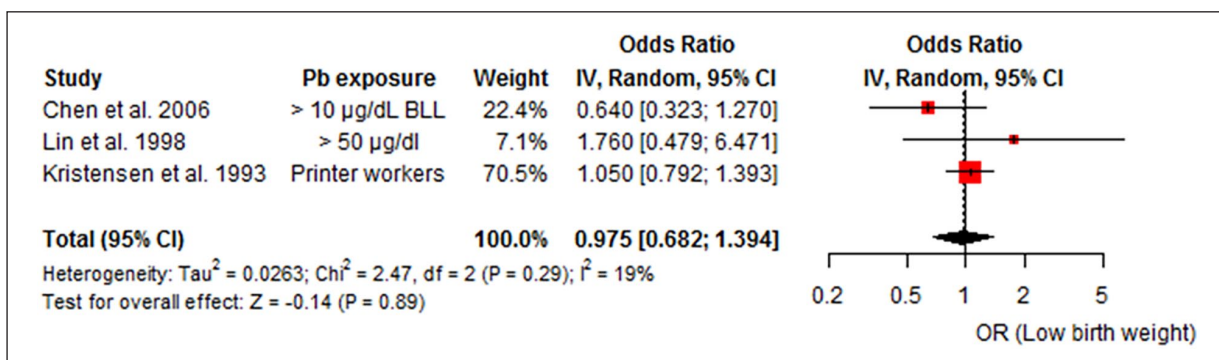 Odds Ratio Odds Ratio
Study Pb exposure Weight IV, Random, 95% CI IV, Random, 95% CI
Chen et al. 2006 > 10 µg/dL BLL 22.4% 0.640 [0.323; 1.270]
Lin et al. 1998 > 50 µg/dl 7.1% 1.760 [0.479; 6.471]
Kristensen et al. 1993 Printer workers 70.5% 1.050 [0.792; 1.393]
Total (95% CI) 100.0% 0.975 [0.682; 1.394]
Heterogeneity: Tau² = 0.0263; Chi² = 2.47, df = 2 (P = 0.29); I² = 19%
Test for overall effect: Z = -0.14 (P = 0.89)
0.2 0.5 1 2 5
OR (Low birth weight)